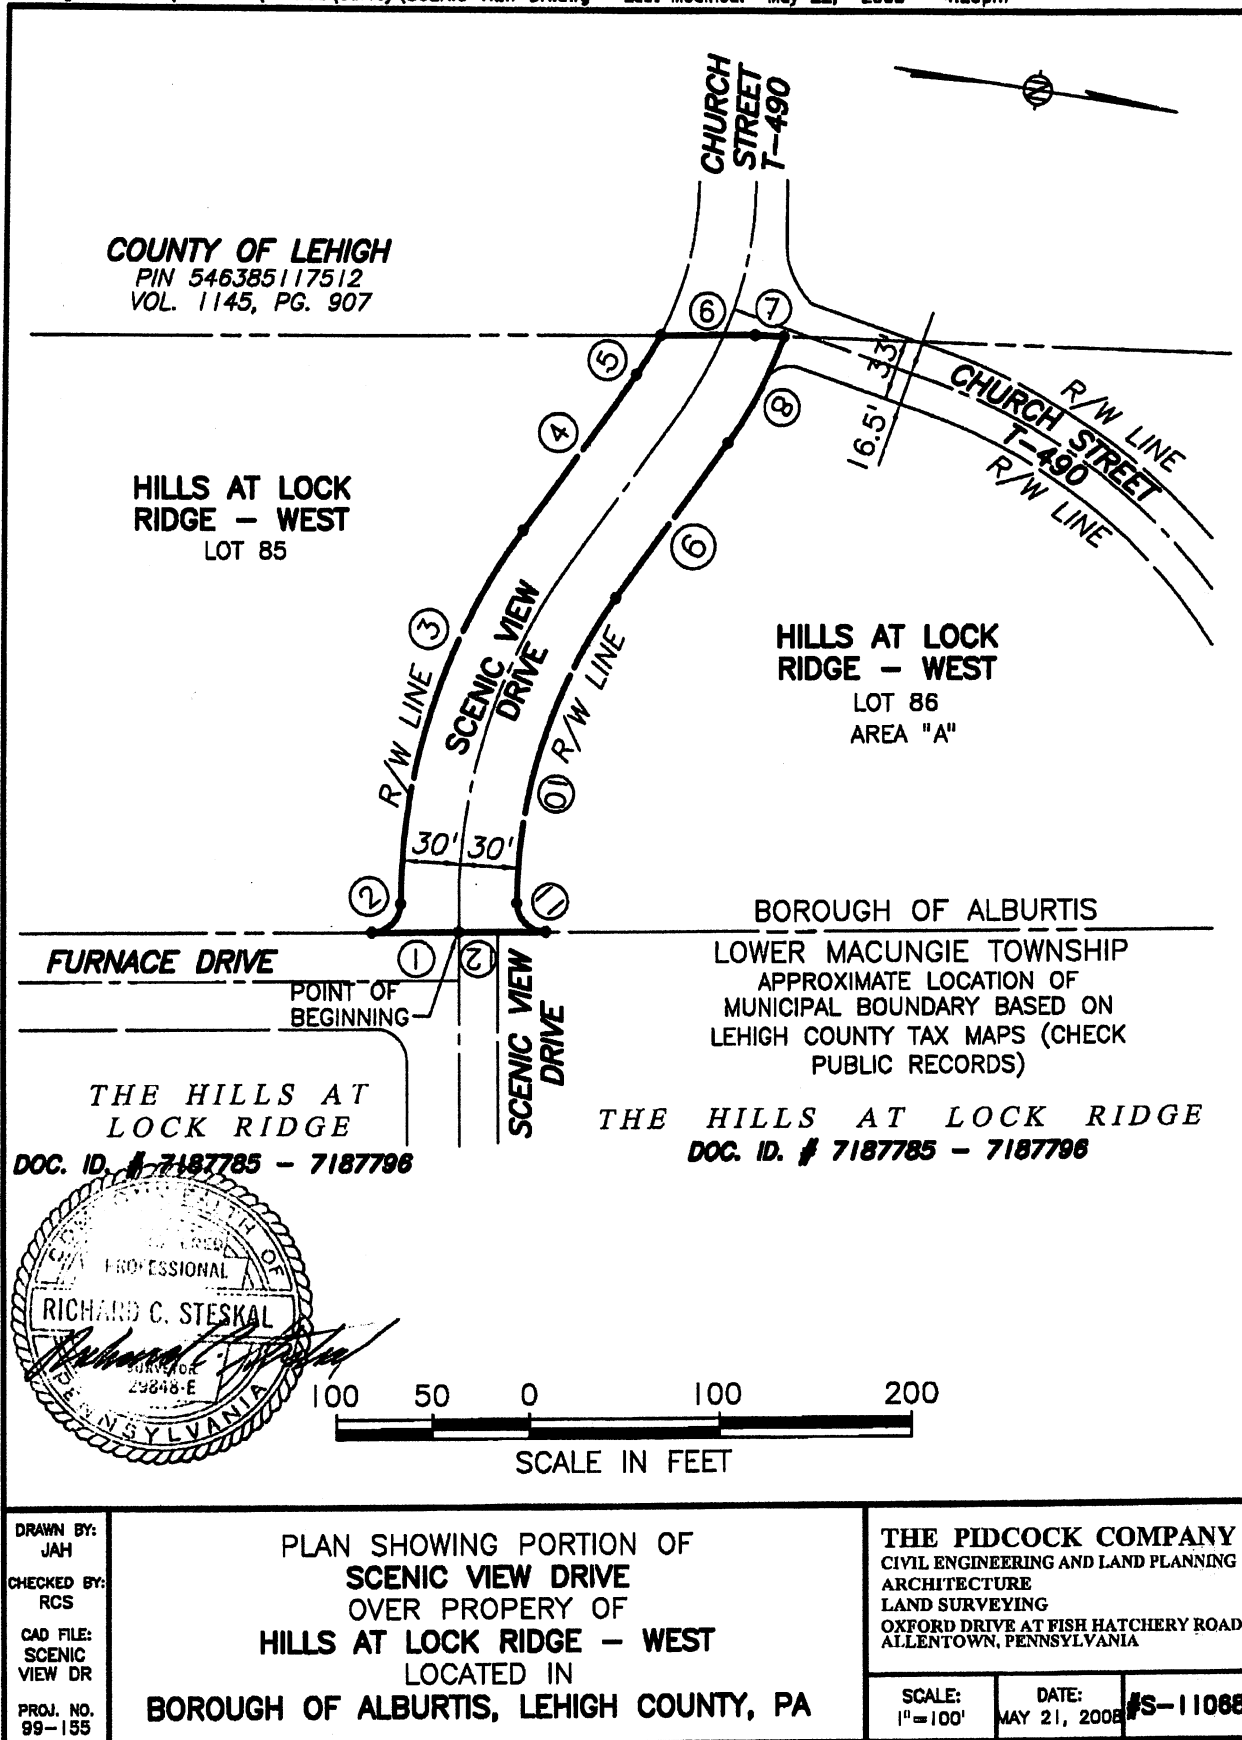 CHURCH
STREET
T-490
N
COUNTY OF LEHIGH
PIN 546385117512
VOL. 1145, PG. 907
6
7
5
8
4
33'
16.5'
CHURCH STREET
T-490
R/W LINE
R/W LINE
HILLS AT LOCK
RIDGE - WEST
LOT 85
9
3
SCENIC VIEW
DRIVE
R/W LINE
R/W LINE
HILLS AT LOCK
RIDGE - WEST
LOT 86
AREA "A"
10
30' 30'
2
11
BOROUGH OF ALBURTIS
FURNACE DRIVE
1
12
LOWER MACUNGIE TOWNSHIP
APPROXIMATE LOCATION OF
MUNICIPAL BOUNDARY BASED ON
LEHIGH COUNTY TAX MAPS (CHECK
PUBLIC RECORDS)
POINT OF
BEGINNING
SCENIC VIEW
DRIVE
THE HILLS AT
LOCK RIDGE
DOC. ID. # 7187785 - 7187796
THE HILLS AT LOCK RIDGE
DOC. ID. # 7187785 - 7187796
COMMONWEALTH OF
PROFESSIONAL
RICHARD C. STESKAL
SURVEYOR
29848-E
PENNSYLVANIA
100 50 0 100 200
SCALE IN FEET
DRAWN BY:
JAH
CHECKED BY:
RCS
CAD FILE:
SCENIC
VIEW DR
PROJ. NO.
99-155
PLAN SHOWING PORTION OF
SCENIC VIEW DRIVE
OVER PROPERY OF
HILLS AT LOCK RIDGE - WEST
LOCATED IN
BOROUGH OF ALBURTIS, LEHIGH COUNTY, PA
THE PIDCOCK COMPANY
CIVIL ENGINEERING AND LAND PLANNING
ARCHITECTURE
LAND SURVEYING
OXFORD DRIVE AT FISH HATCHERY ROAD
ALLENTOWN, PENNSYLVANIA
SCALE:
1"=100'
DATE:
MAY 21, 2008
#S-11068